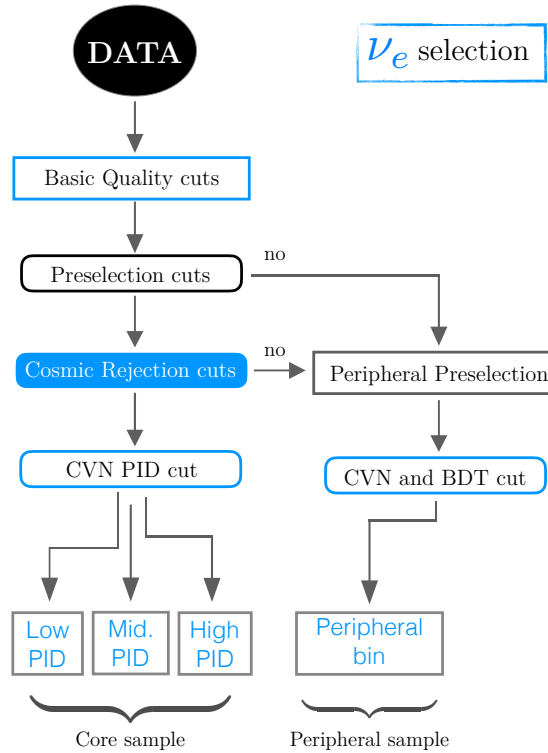 DATA
νe selection
Basic Quality cuts
Preselection cuts
no
Cosmic Rejection cuts
no
Peripheral Preselection
CVN PID cut
CVN and BDT cut
Low
PID
Mid.
PID
High
PID
Peripheral
bin
Core sample
Peripheral sample